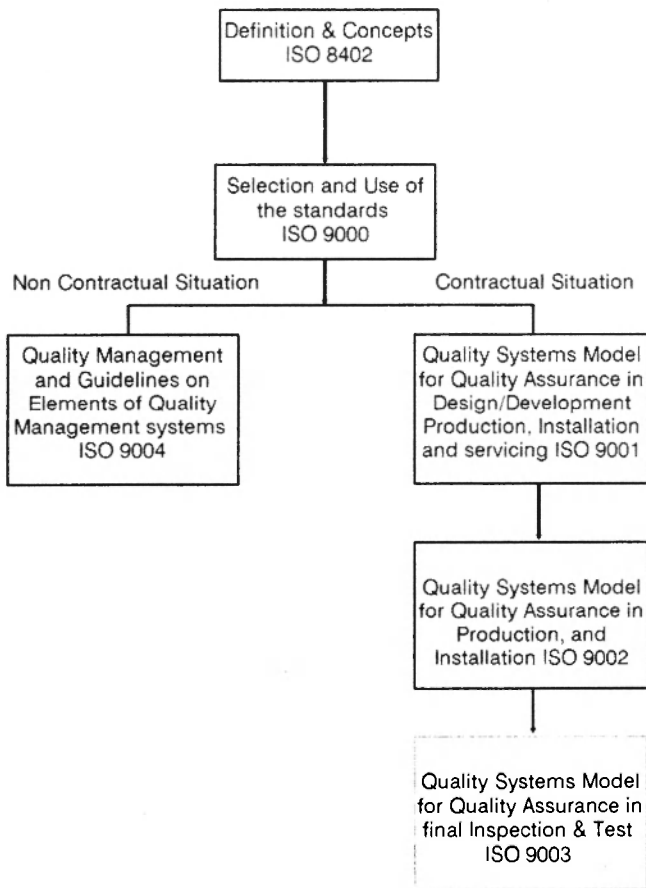 Definition & Concepts
ISO 8402
Selection and Use of
the standards
ISO 9000
Non Contractual Situation
Contractual Situation
Quality Management
and Guidelines on
Elements of Quality
Management systems
ISO 9004
Quality Systems Model
for Quality Assurance in
Design/Development
Production, Installation
and servicing ISO 9001
Quality Systems Model
for Quality Assurance in
Production, and
Installation ISO 9002
Quality Systems Model
for Quality Assurance in
final Inspection & Test
ISO 9003